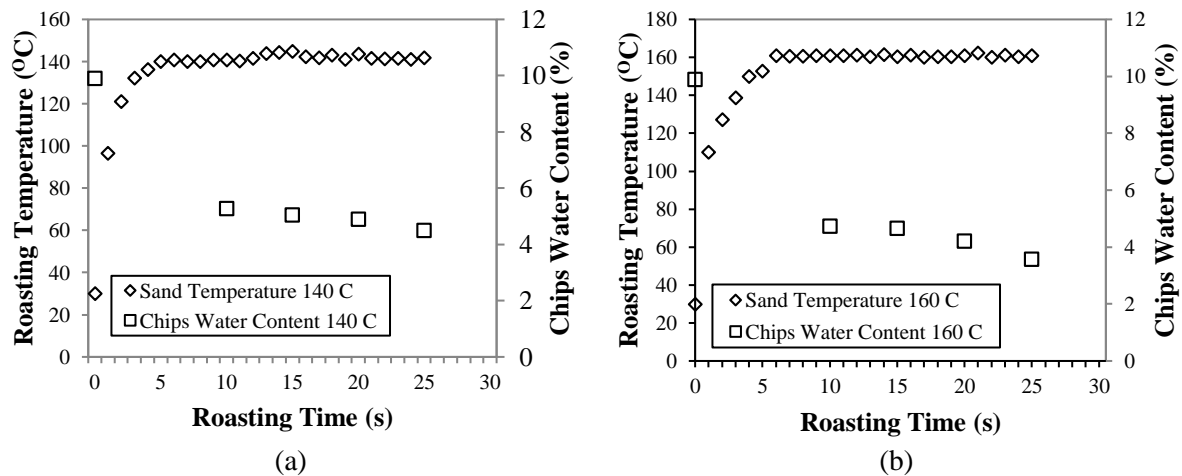 Roasting Temperature (OC)
160
140
120
100
80
60
40
20
0
Sand Temperature 140 C
Chips Water Content 140 C
0 5 10 15 20 25 30
Roasting Time (s)
12
10
8
6
4
2
0
Chips Water Content (%)
(a)
Roasting Temperature (OC)
180
160
140
120
100
80
60
40
20
0
Sand Temperature 160 C
Chips Water Content 160 C
0 5 10 15 20 25 30
Roasting Time (s)
12
10
8
6
4
2
0
Chips Water Content (%)
(b)